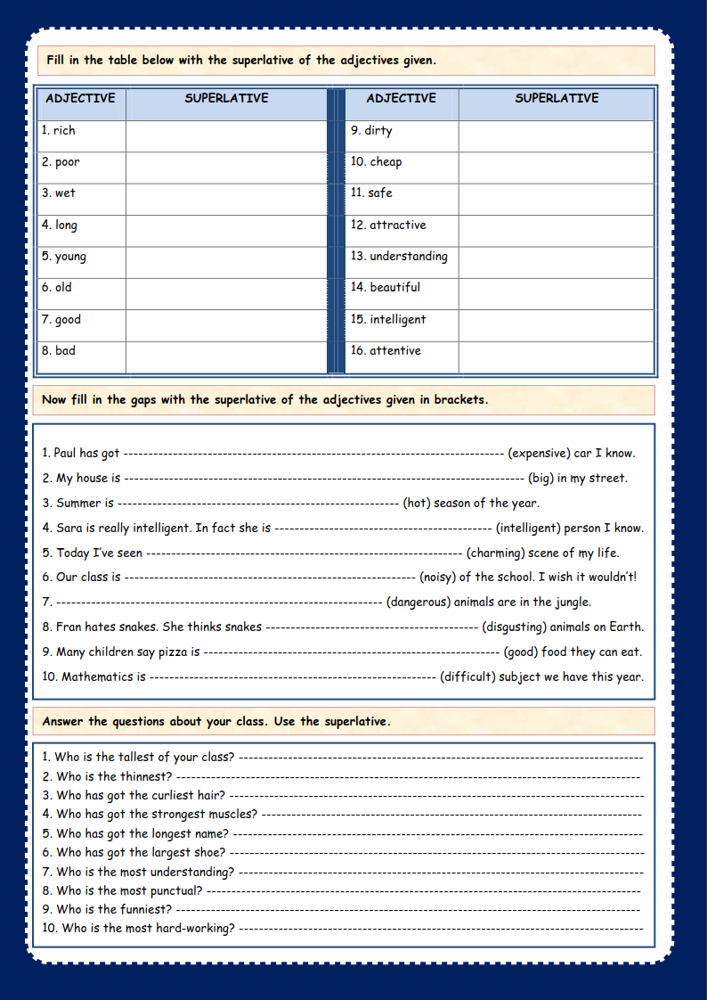 Fill in the table below with the superlative of the adjectives given.
ADJECTIVE SUPERLATIVE ADJECTIVE SUPERLATIVE
1. rich 9. dirty
2. poor 10. cheap
3. wet 11. safe
4. long 12. attractive
5. young 13. understanding
6. old 14. beautiful
7. good 15. intelligent
8. bad 16. attentive
Now fill in the gaps with the superlative of the adjectives given in brackets.
1. Paul has got ---------------------------------------------------------------------------- (expensive) car I know.
2. My house is -------------------------------------------------------------------------------- (big) in my street.
3. Summer is -------------------------------------------------------- (hot) season of the year.
4. Sara is really intelligent. In fact she is ------------------------------------------- (intelligent) person I know.
5. Today I've seen --------------------------------------------------------------- (charming) scene of my life.
6. Our class is ---------------------------------------------------------- (noisy) of the school. I wish it wouldn't!
7. ----------------------------------------------------------------- (dangerous) animals are in the jungle.
8. Fran hates snakes. She thinks snakes ------------------------------------------ (disgusting) animals on Earth.
9. Many children say pizza is ----------------------------------------------------------- (good) food they can eat.
10. Mathematics is --------------------------------------------------------- (difficult) subject we have this year.
Answer the questions about your class. Use the superlative.
1. Who is the tallest of your class? --------------------------------------------------------------------------------
2. Who is the thinnest? --------------------------------------------------------------------------------------------
3. Who has got the curliest hair? ----------------------------------------------------------------------------------
4. Who has got the strongest muscles? ----------------------------------------------------------------------------
5. Who has got the longest name? ----------------------------------------------------------------------------------
6. Who has got the largest shoe? ----------------------------------------------------------------------------------
7. Who is the most understanding? --------------------------------------------------------------------------------
8. Who is the most punctual? ---------------------------------------------------------------------------------------
9. Who is the funniest? --------------------------------------------------------------------------------------------
10. Who is the most hard-working? --------------------------------------------------------------------------------